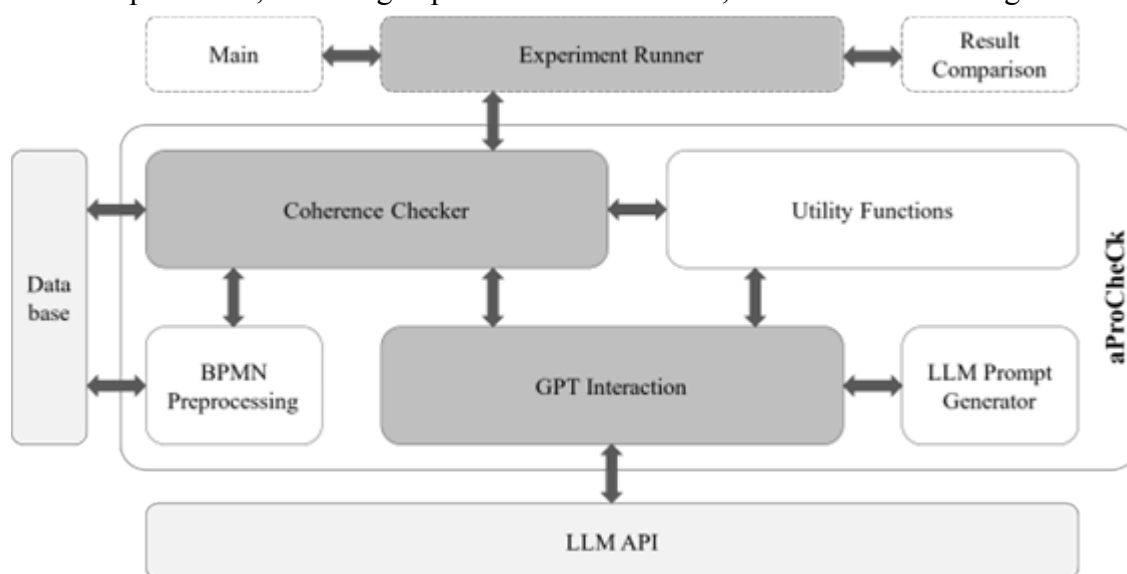 Main
Experiment Runner
Result
Comparison
Coherence Checker
Utility Functions
Data
base
BPMN
Preprocessing
GPT Interaction
LLM Prompt
Generator
aProCheCk
LLM API